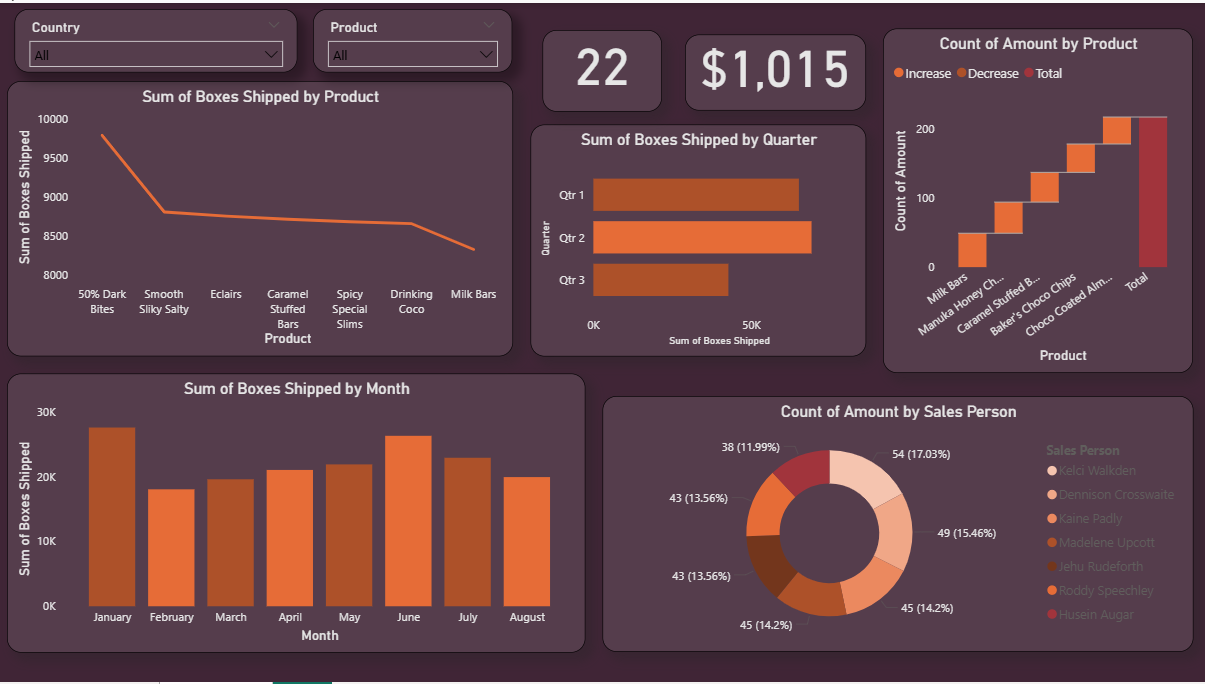 Country
All
Product
All
22
$1,015
Sum of Boxes Shipped by Product
Sum of Boxes Shipped
10000
9500
9000
8500
8000
50% Dark
Bites
Smooth
Sliky Salty
Eclairs
Caramel
Stuffed
Bars
Spicy
Special
Slims
Drinking
Coco
Milk Bars
Product
Sum of Boxes Shipped by Quarter
Quarter
Qtr 1
Qtr 2
Qtr 3
0K
50K
Sum of Boxes Shipped
Count of Amount by Product
Increase
Decrease
Total
Count of Amount
200
100
0
Milk Bars
Manuka Honey Ch...
Caramel Stuffed B...
Baker's Choco Chips
Choco Coated Alm...
Total
Product
Sum of Boxes Shipped by Month
Sum of Boxes Shipped
30K
20K
10K
0K
January
February
March
April
May
June
July
August
Month
Count of Amount by Sales Person
38 (11.99%)
54 (17.03%)
43 (13.56%)
49 (15.46%)
43 (13.56%)
45 (14.2%)
45 (14.2%)
Sales Person
Kelci Walkden
Dennison Crosswaite
Kaine Padly
Madelene Upcott
Jehu Rudeforth
Roddy Speechley
Husein Augar